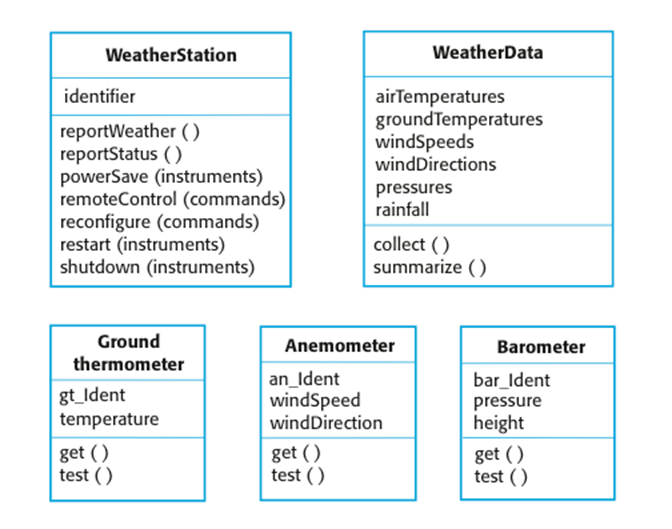 WeatherStation
identifier
reportWeather ( )
reportStatus ( )
powerSave (instruments)
remoteControl (commands)
reconfigure (commands)
restart (instruments)
shutdown (instruments)
WeatherData
airTemperatures
groundTemperatures
windSpeeds
windDirections
pressures
rainfall
collect ( )
summarize ( )
Ground
thermometer
gt_Ident
temperature
get ( )
test ( )
Anemometer
an_Ident
windSpeed
windDirection
get ( )
test ( )
Barometer
bar_Ident
pressure
height
get ( )
test ( )